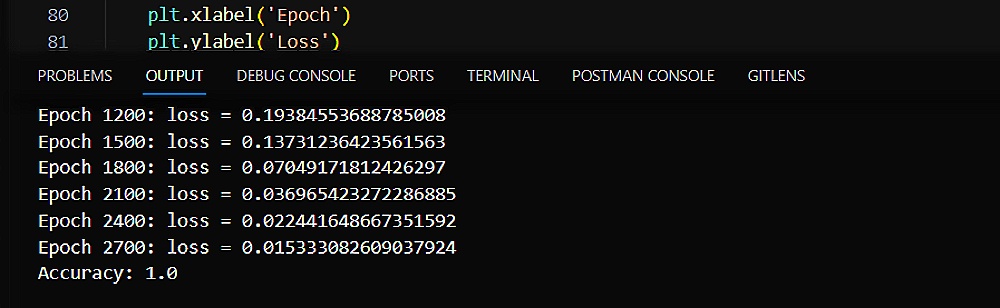 80 plt.xlabel('Epoch')
81 plt.ylabel('Loss')
PROBLEMS OUTPUT DEBUG CONSOLE PORTS TERMINAL POSTMAN CONSOLE GITLENS
Epoch 1200: loss = 0.19384553688785008
Epoch 1500: loss = 0.13731236423561563
Epoch 1800: loss = 0.07049171812426297
Epoch 2100: loss = 0.036965423272286885
Epoch 2400: loss = 0.022441648667351592
Epoch 2700: loss = 0.015333082609037924
Accuracy: 1.0